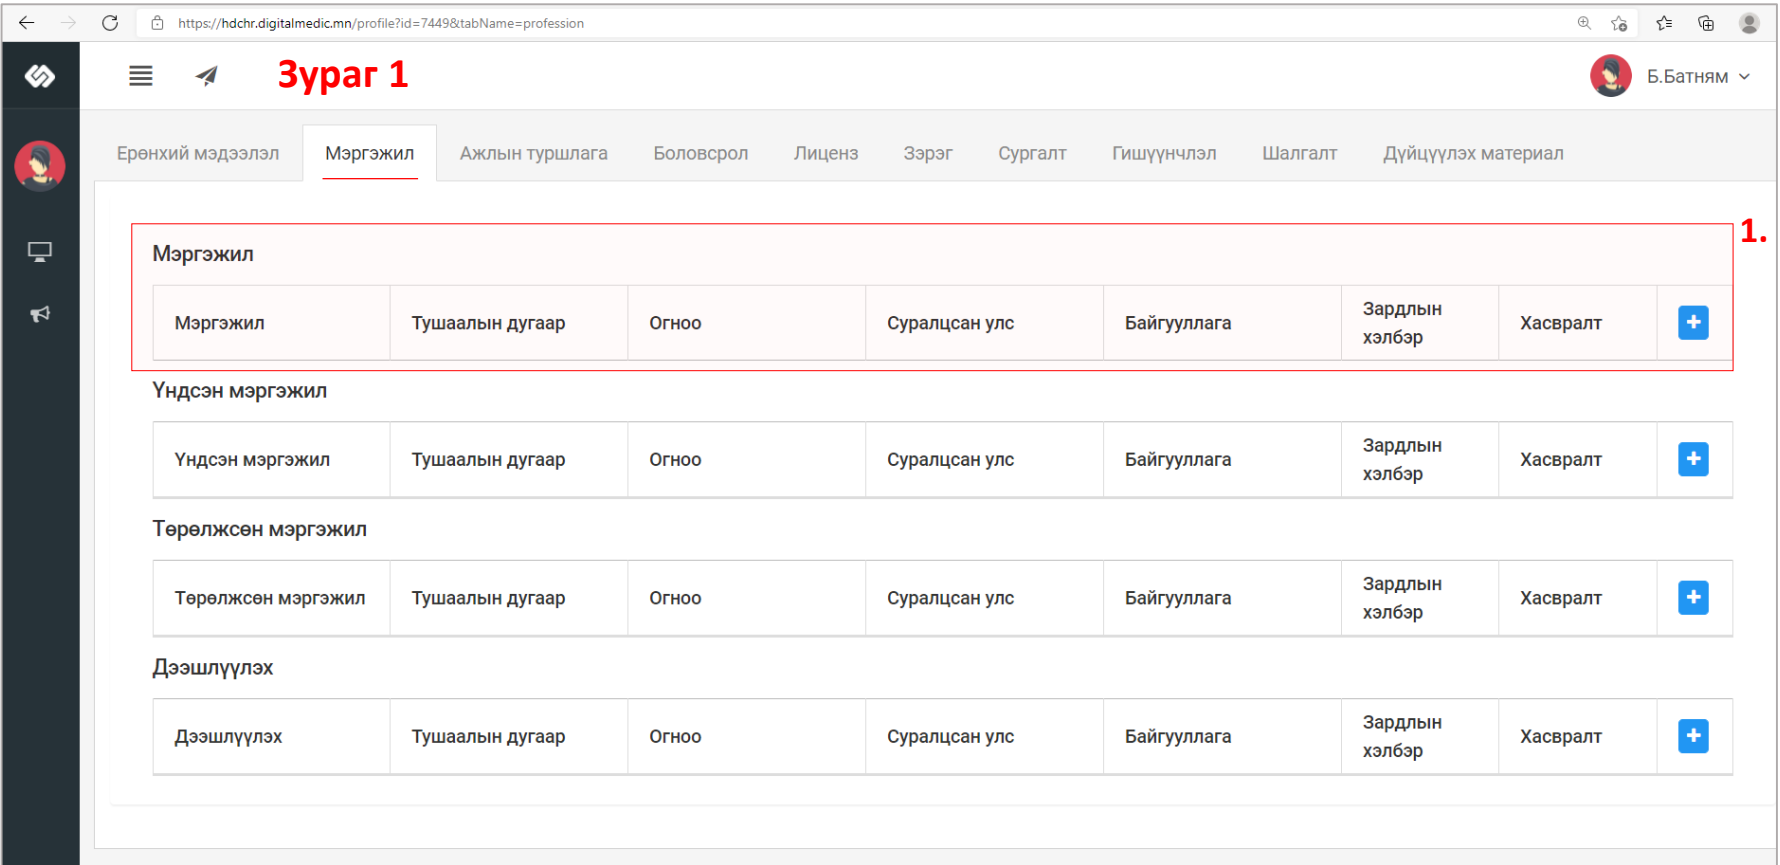 https://hdchr.digitalmedic.mn/profile?id=7449&tabName=profession
Зураг 1
Б.Батням
Ерөнхий мэдээлэл Мэргэжил Ажлын туршлага Боловсрол Лиценз Зэрэг Сургалт Гишүүнчлэл Шалгалт Дүйцүүлэх материал
1.
Мэргэжил
Мэргэжил Тушаалын дугаар Огноо Суралцсан улс Байгууллага Зардлын хэлбэр Хасвралт
Үндсэн мэргэжил
Үндсэн мэргэжил Тушаалын дугаар Огноо Суралцсан улс Байгууллага Зардлын хэлбэр Хасвралт
Төрөлжсөн мэргэжил
Төрөлжсөн мэргэжил Тушаалын дугаар Огноо Суралцсан улс Байгууллага Зардлын хэлбэр Хасвралт
Дээшлүүлэх
Дээшлүүлэх Тушаалын дугаар Огноо Суралцсан улс Байгууллага Зардлын хэлбэр Хасвралт